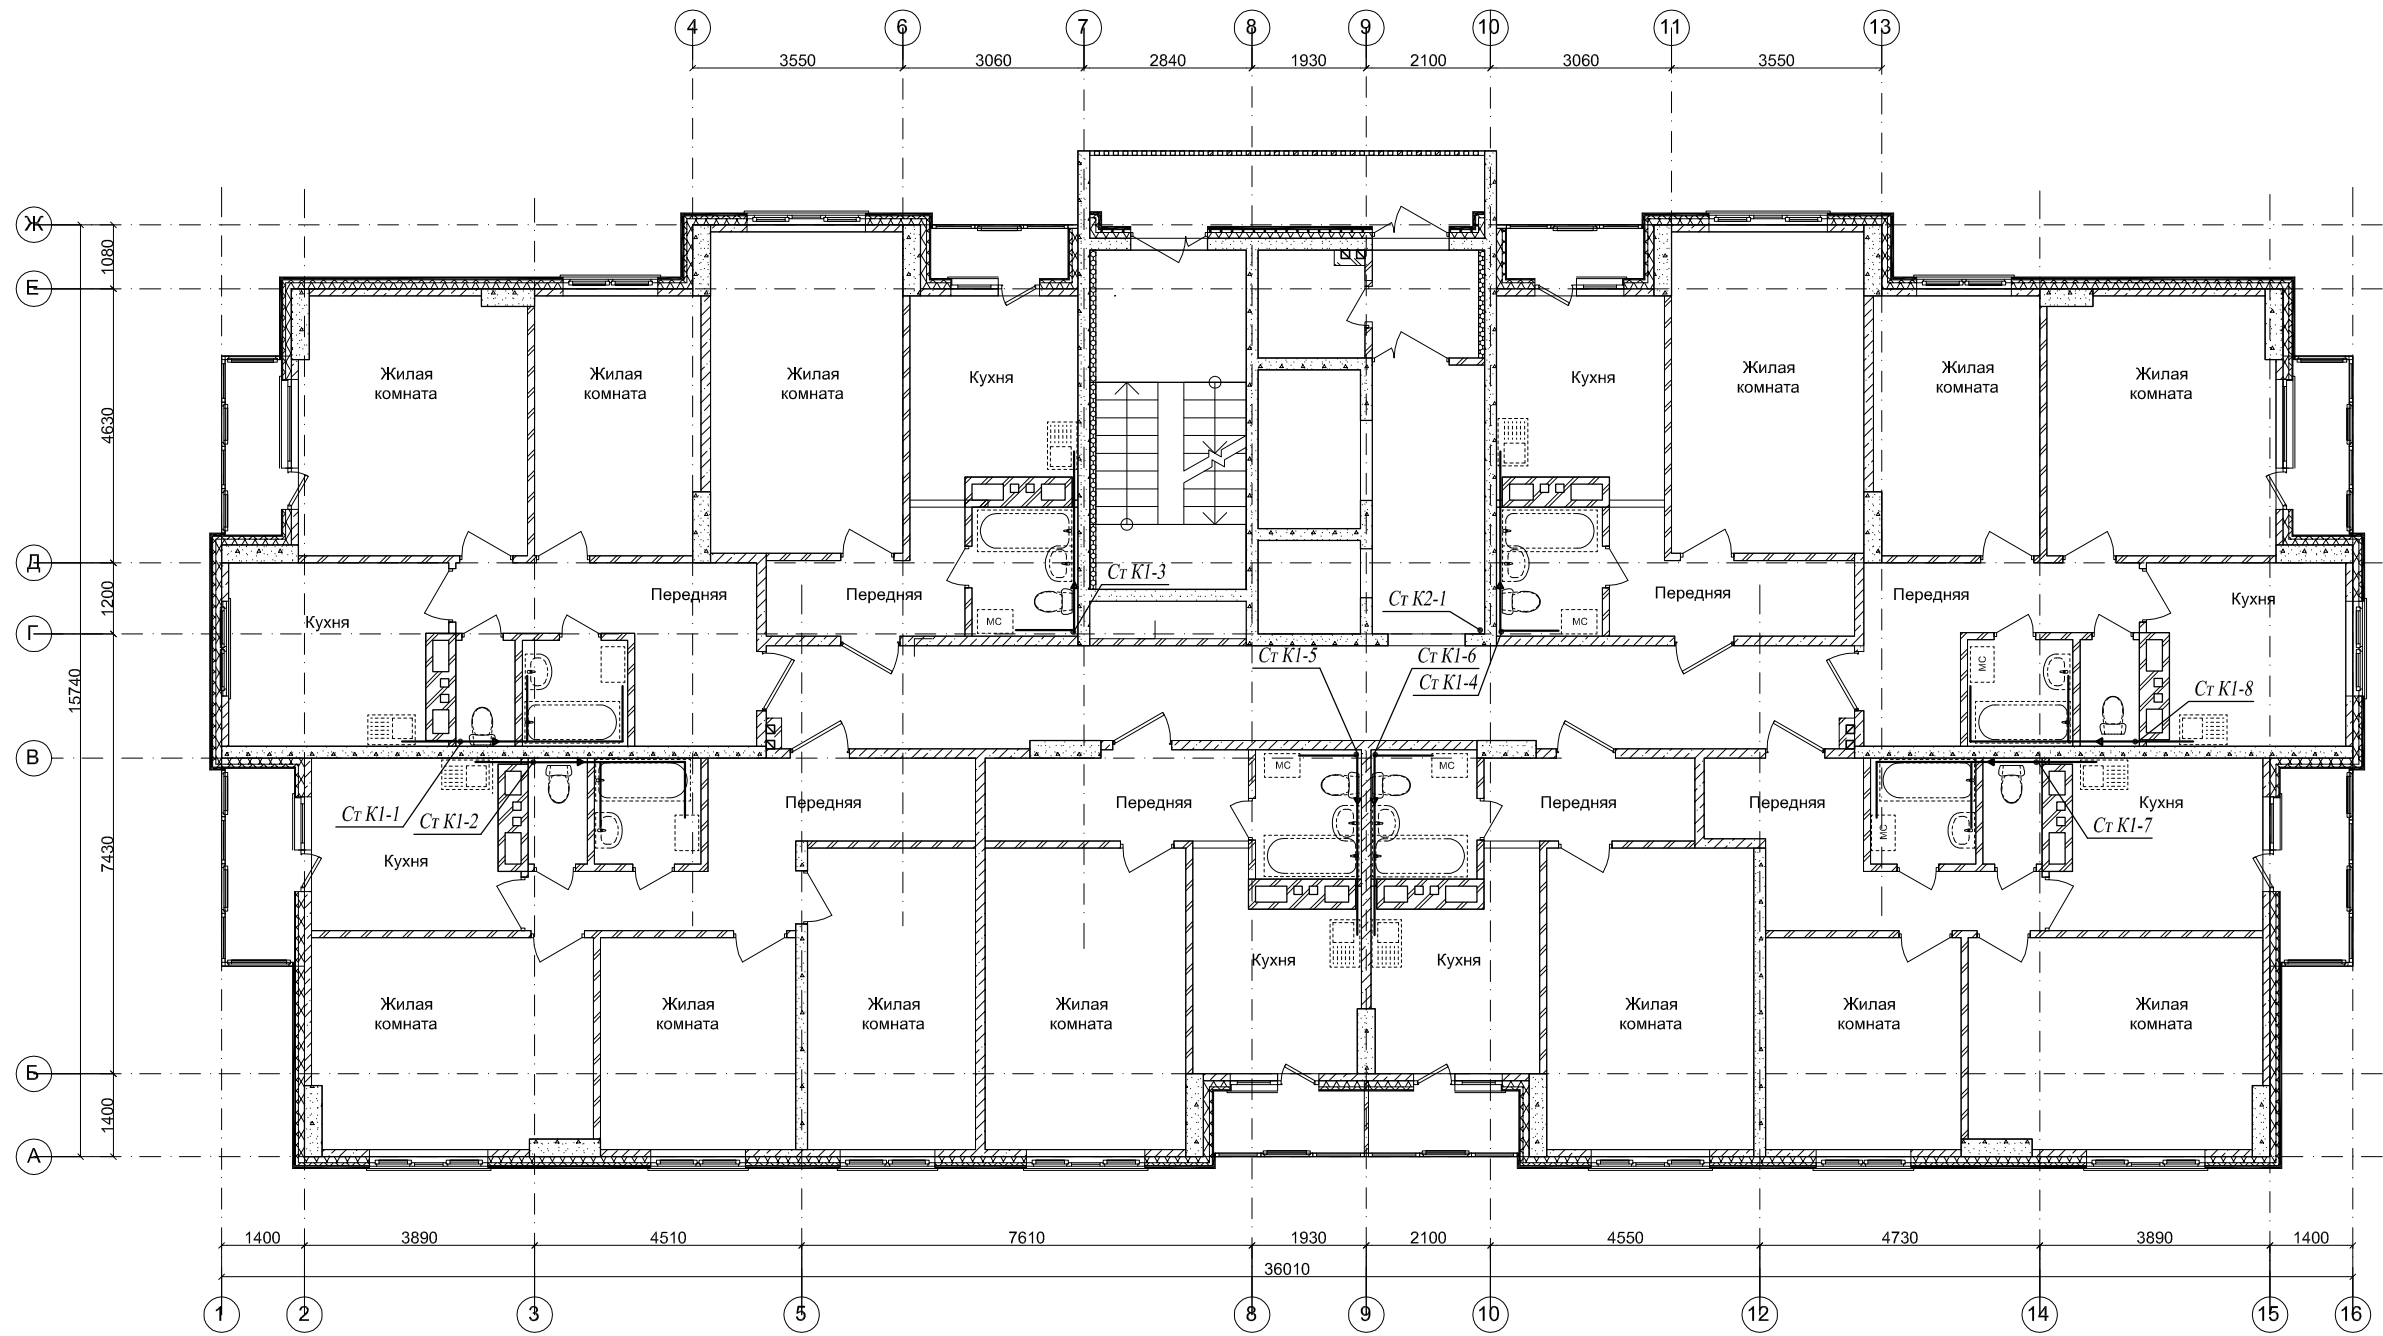 4 6 7 8 9 10 11 13
3550 3060 2840 1930 2100 3060 3550
Ж
1080
Е
4630
Жилая
комната
Жилая
комната
Жилая
комната
Кухня
Кухня
Жилая
комната
Жилая
комната
Жилая
комната
Д
1200
Ст К1-3
Кухня
Передняя
Передняя
МС
Ст К2-1
МС
Передняя
Передняя
Кухня
Г
15740
Ст К1-5
Ст К1-6
Ст К1-4
МС
Ст К1-8
В
МС
МС
7430
Ст К1-1
Ст К1-2
Кухня
Передняя
Передняя
Передняя
Передняя
МС
Кухня
Ст К1-7
Кухня
Кухня
Жилая
комната
Жилая
комната
Жилая
комната
Жилая
комната
Жилая
комната
Жилая
комната
Жилая
комната
Б
1400
А
1400 3890 4510 7610 1930 2100 4550 4730 3890 1400
36010
1 2 3 5 8 9 10 12 14 15 16